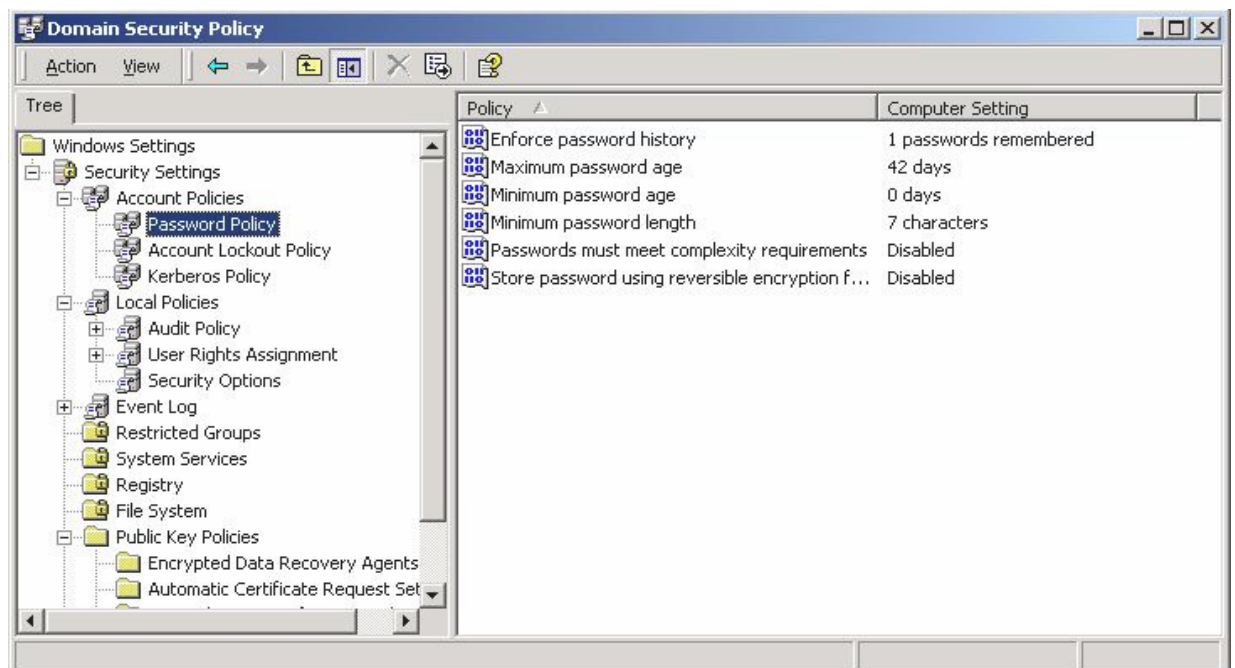 Domain Security Policy
Action View
Tree
Policy Computer Setting
Windows Settings
Security Settings
Account Policies
Password Policy
Account Lockout Policy
Kerberos Policy
Local Policies
Audit Policy
User Rights Assignment
Security Options
Event Log
Restricted Groups
System Services
Registry
File System
Public Key Policies
Encrypted Data Recovery Agents
Automatic Certificate Request Set
Enforce password history 1 passwords remembered
Maximum password age 42 days
Minimum password age 0 days
Minimum password length 7 characters
Passwords must meet complexity requirements Disabled
Store password using reversible encryption f... Disabled